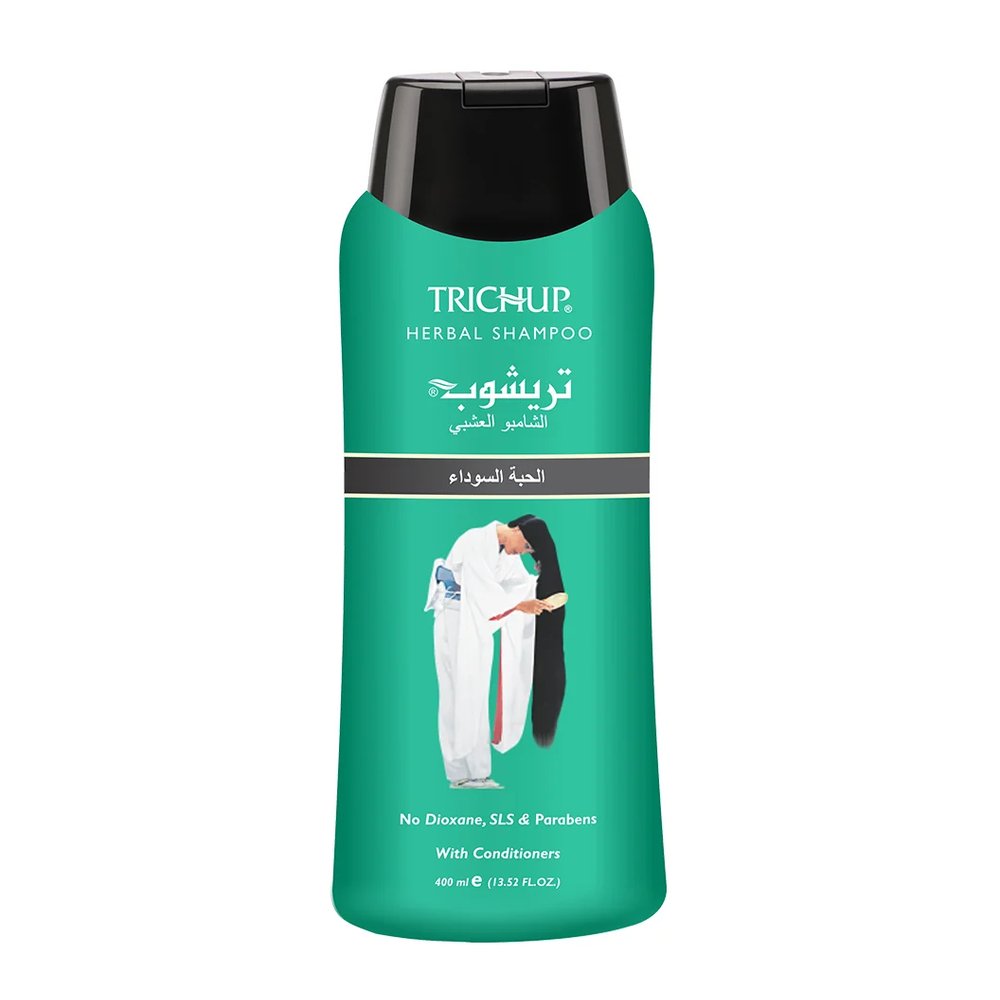 TRICHUP®
HERBAL SHAMPOO
تريشوب®
الشامبو العشبي
الحبة السوداء
No Dioxane, SLS & Parabens
With Conditioners
400 ml e (13.52 FL.OZ.)